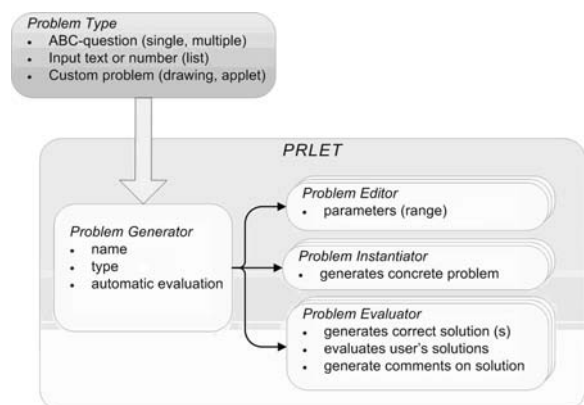 Problem Type
• ABC-question (single, multiple)
• Input text or number (list)
• Custom problem (drawing, applet)
PRLET
Problem Generator
• name
• type
• automatic evaluation
Problem Editor
• parameters (range)
Problem Instantiator
• generates concrete problem
Problem Evaluator
• generates correct solution (s)
• evaluates user's solutions
• generate comments on solution